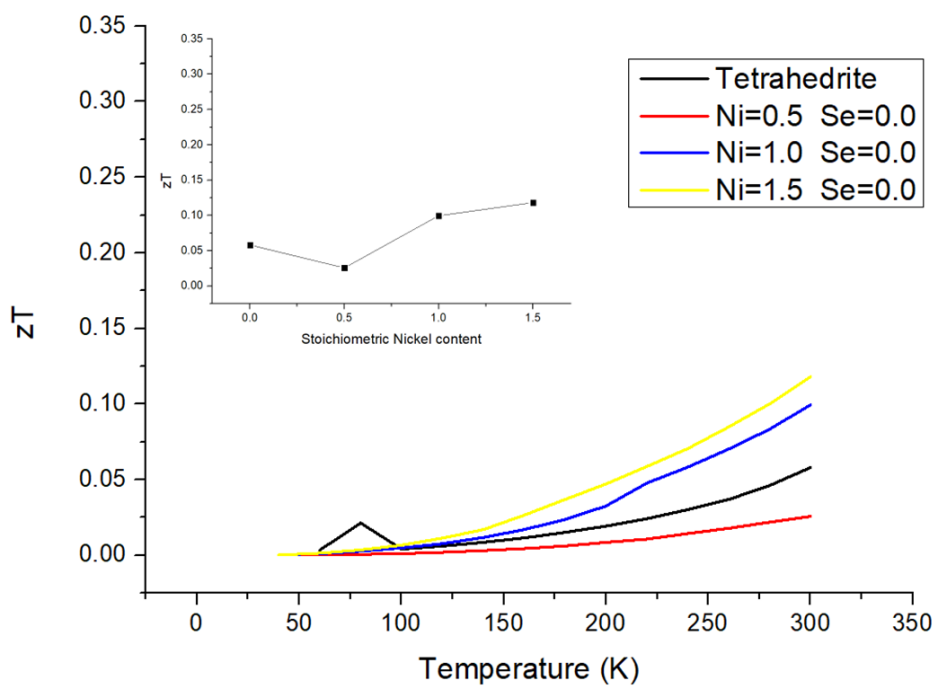 0.35
0.30
0.25
0.20
0.15
0.10
0.05
0.00
zT
0 50 100 150 200 250 300 350
Temperature (K)
0.35
0.30
0.25
0.20
0.15
0.10
0.05
0.00
zT
0.0 0.5 1.0 1.5
Stoichiometric Nickel content
Tetrahedrite
Ni=0.5 Se=0.0
Ni=1.0 Se=0.0
Ni=1.5 Se=0.0